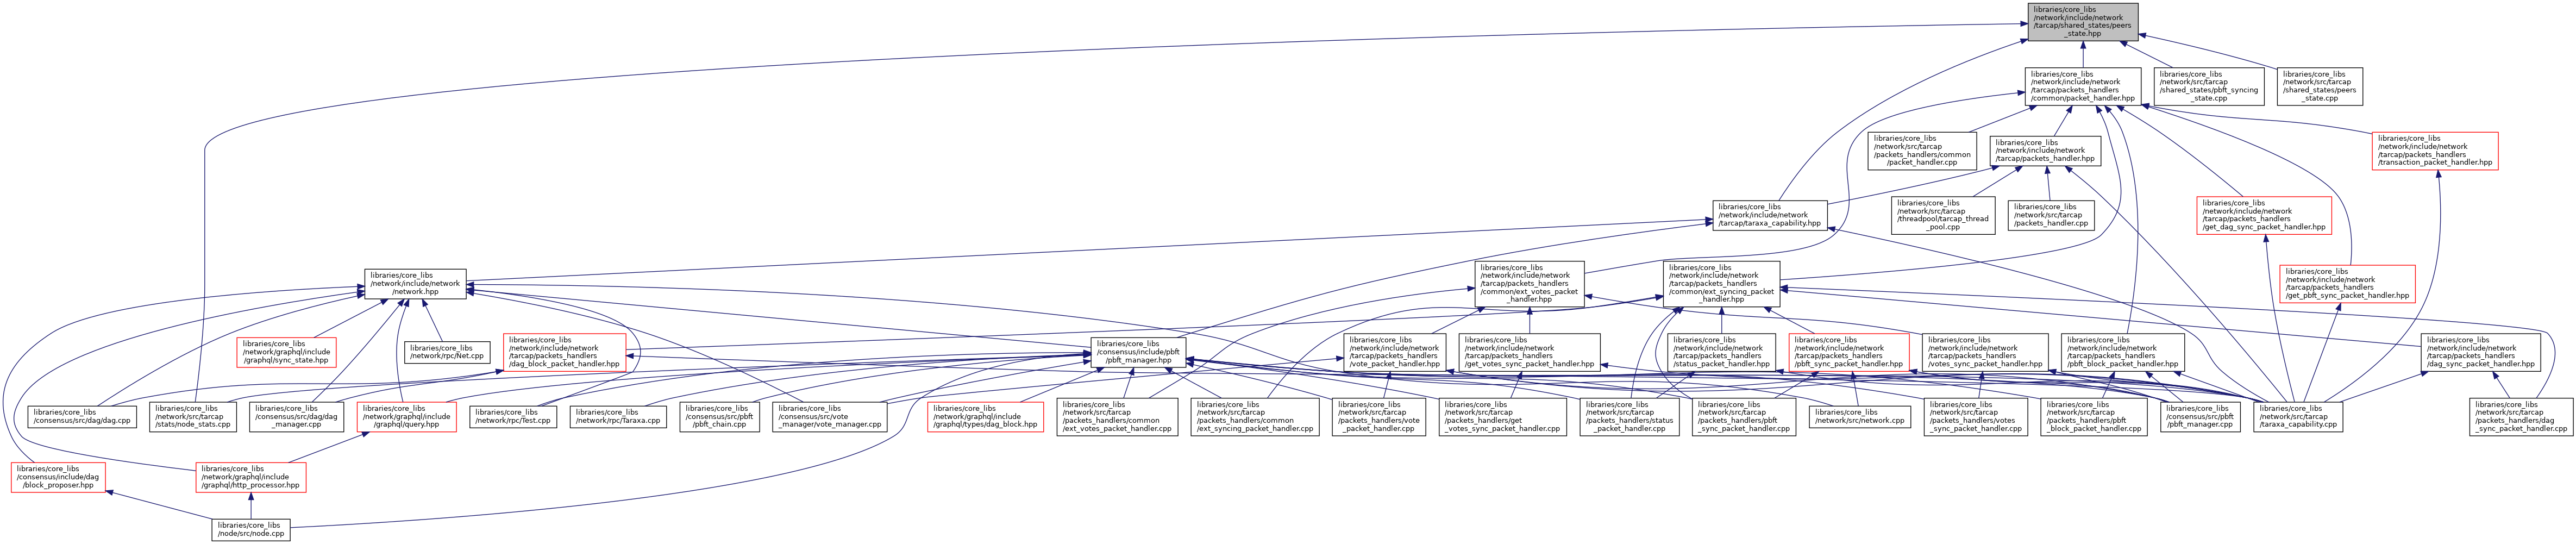 libraries/core_libs
/network/include/network
/tarcap/shared_states/peers
_state.hpp
libraries/core_libs
/network/include/network
/tarcap/packets_handlers
/common/packet_handler.hpp
libraries/core_libs
/network/src/tarcap
/shared_states/pbft_syncing
_state.cpp
libraries/core_libs
/network/src/tarcap
/shared_states/peers
_state.cpp
libraries/core_libs
/network/src/tarcap
/packets_handlers/common
/packet_handler.cpp
libraries/core_libs
/network/include/network
/tarcap/packets_handler.hpp
libraries/core_libs
/network/include/network
/tarcap/packets_handlers
/transaction_packet_handler.hpp
libraries/core_libs
/network/include/network
/tarcap/taraxa_capability.hpp
libraries/core_libs
/network/src/tarcap
/threadpool/tarcap_thread
_pool.cpp
libraries/core_libs
/network/src/tarcap
/packets_handler.cpp
libraries/core_libs
/network/include/network
/tarcap/packets_handlers
/get_dag_sync_packet_handler.hpp
libraries/core_libs
/network/include/network
/network.hpp
libraries/core_libs
/network/include/network
/tarcap/packets_handlers
/common/ext_votes_packet
_handler.hpp
libraries/core_libs
/network/include/network
/tarcap/packets_handlers
/common/ext_syncing_packet
_handler.hpp
libraries/core_libs
/network/include/network
/tarcap/packets_handlers
/get_pbft_sync_packet_handler.hpp
libraries/core_libs
/network/graphql/include
/graphql/sync_state.hpp
libraries/core_libs
/network/rpc/Net.cpp
libraries/core_libs
/network/include/network
/tarcap/packets_handlers
/dag_block_packet_handler.hpp
libraries/core_libs
/consensus/include/pbft
/pbft_manager.hpp
libraries/core_libs
/network/include/network
/tarcap/packets_handlers
/vote_packet_handler.hpp
libraries/core_libs
/network/include/network
/tarcap/packets_handlers
/get_votes_sync_packet_handler.hpp
libraries/core_libs
/network/include/network
/tarcap/packets_handlers
/status_packet_handler.hpp
libraries/core_libs
/network/include/network
/tarcap/packets_handlers
/pbft_sync_packet_handler.hpp
libraries/core_libs
/network/include/network
/tarcap/packets_handlers
/votes_sync_packet_handler.hpp
libraries/core_libs
/network/include/network
/tarcap/packets_handlers
/pbft_block_packet_handler.hpp
libraries/core_libs
/network/include/network
/tarcap/packets_handlers
/dag_sync_packet_handler.hpp
libraries/core_libs
/consensus/src/dag/dag.cpp
libraries/core_libs
/network/src/tarcap
/stats/node_stats.cpp
libraries/core_libs
/consensus/src/dag/dag
_manager.cpp
libraries/core_libs
/network/graphql/include
/graphql/query.hpp
libraries/core_libs
/network/rpc/Test.cpp
libraries/core_libs
/network/rpc/Taraxa.cpp
libraries/core_libs
/consensus/src/pbft
/pbft_chain.cpp
libraries/core_libs
/consensus/src/vote
_manager/vote_manager.cpp
libraries/core_libs
/network/graphql/include
/graphql/types/dag_block.hpp
libraries/core_libs
/network/src/tarcap
/packets_handlers/common
/ext_votes_packet_handler.cpp
libraries/core_libs
/network/src/tarcap
/packets_handlers/common
/ext_syncing_packet_handler.cpp
libraries/core_libs
/network/src/tarcap
/packets_handlers/vote
_packet_handler.cpp
libraries/core_libs
/network/src/tarcap
/packets_handlers/get
_votes_sync_packet_handler.cpp
libraries/core_libs
/network/src/tarcap
/packets_handlers/status
_packet_handler.cpp
libraries/core_libs
/network/src/tarcap
/packets_handlers/pbft
_sync_packet_handler.cpp
libraries/core_libs
/network/src/network.cpp
libraries/core_libs
/network/src/tarcap
/packets_handlers/votes
_sync_packet_handler.cpp
libraries/core_libs
/network/src/tarcap
/packets_handlers/pbft
_block_packet_handler.cpp
libraries/core_libs
/consensus/src/pbft
/pbft_manager.cpp
libraries/core_libs
/network/src/tarcap
/taraxa_capability.cpp
libraries/core_libs
/network/src/tarcap
/packets_handlers/dag
_sync_packet_handler.cpp
libraries/core_libs
/consensus/include/dag
/block_proposer.hpp
libraries/core_libs
/network/graphql/include
/graphql/http_processor.hpp
libraries/core_libs
/node/src/node.cpp